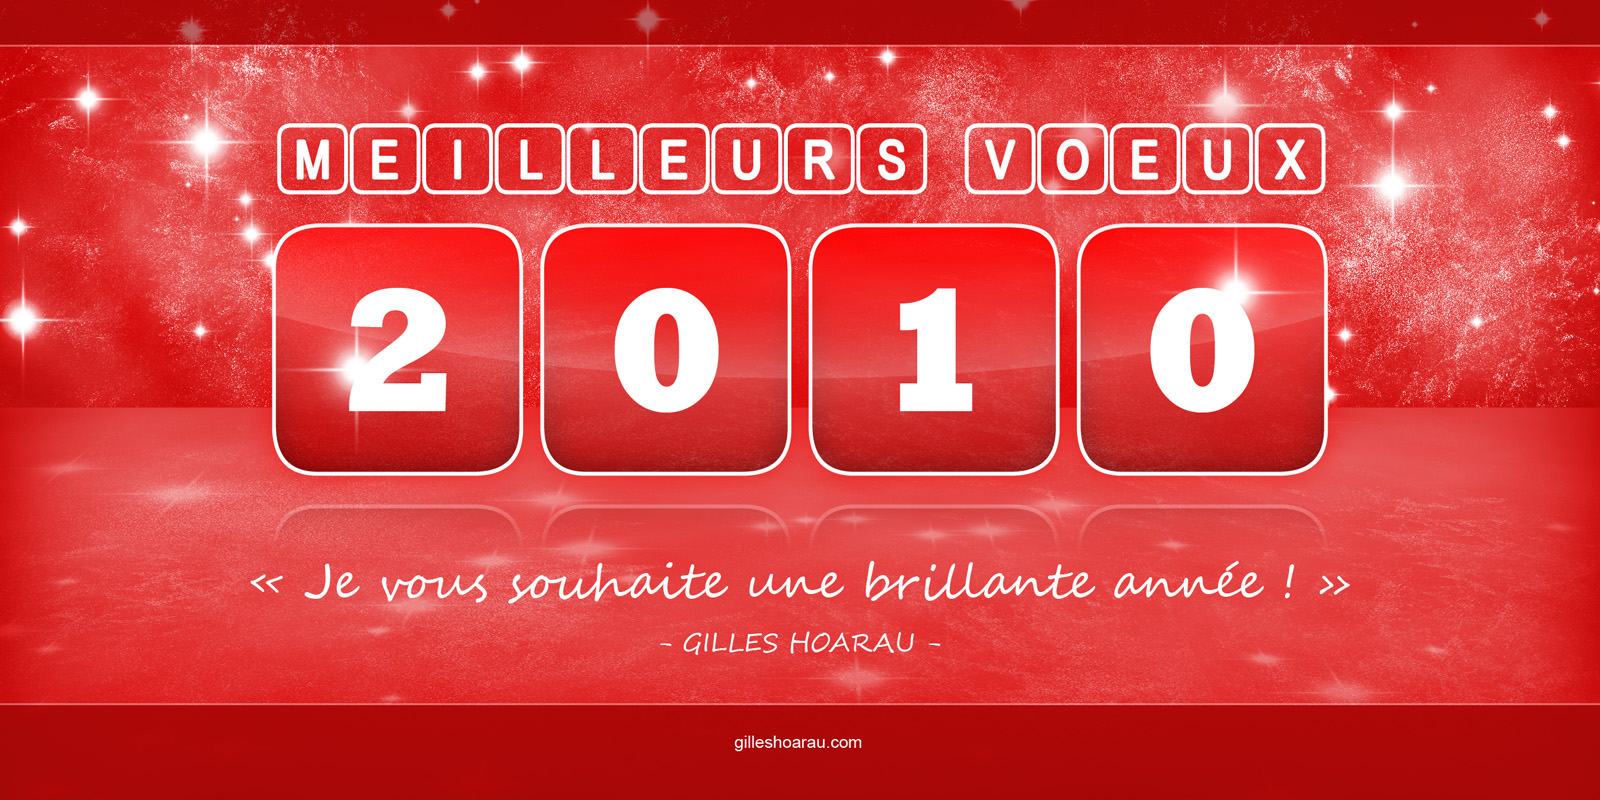 MEILLEURS VOEUX
2010
« Je vous souhaite une brillante année ! »
- GILLES HOARAU -
gilleshoarau.com